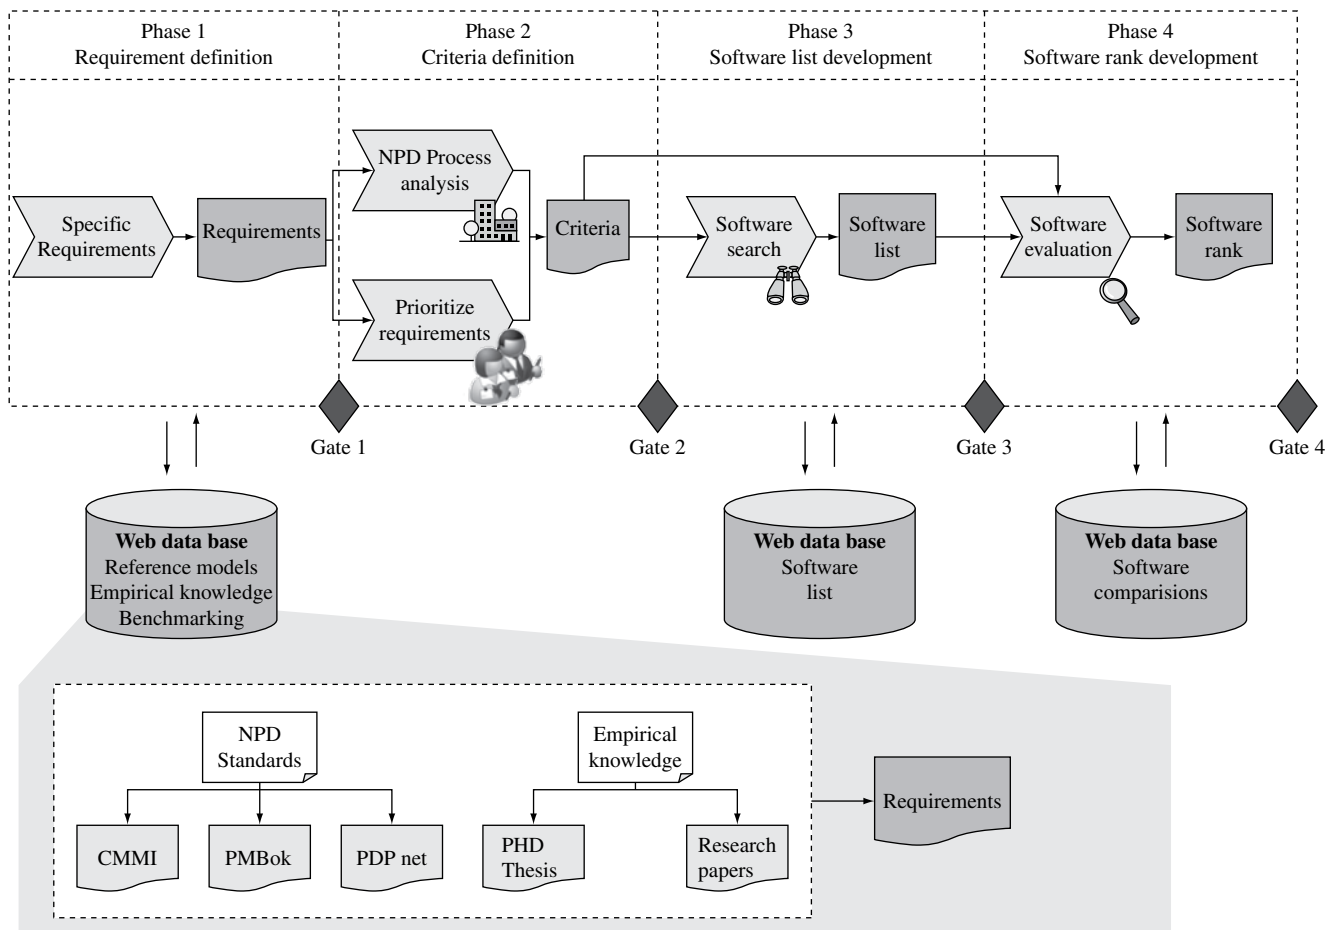 Phase 1
Requirement definition
Phase 2
Criteria definition
Phase 3
Software list development
Phase 4
Software rank development
Specific
Requirements
Requirements
NPD Process
analysis
Prioritize
requirements
Criteria
Software
search
Software
list
Software
evaluation
Software
rank
Gate 1
Gate 2
Gate 3
Gate 4
Web data base
Reference models
Empirical knowledge
Benchmarking
Web data base
Software
list
Web data base
Software
comparisions
NPD
Standards
Empirical
knowledge
CMMI
PMBok
PDP net
PHD
Thesis
Research
papers
Requirements